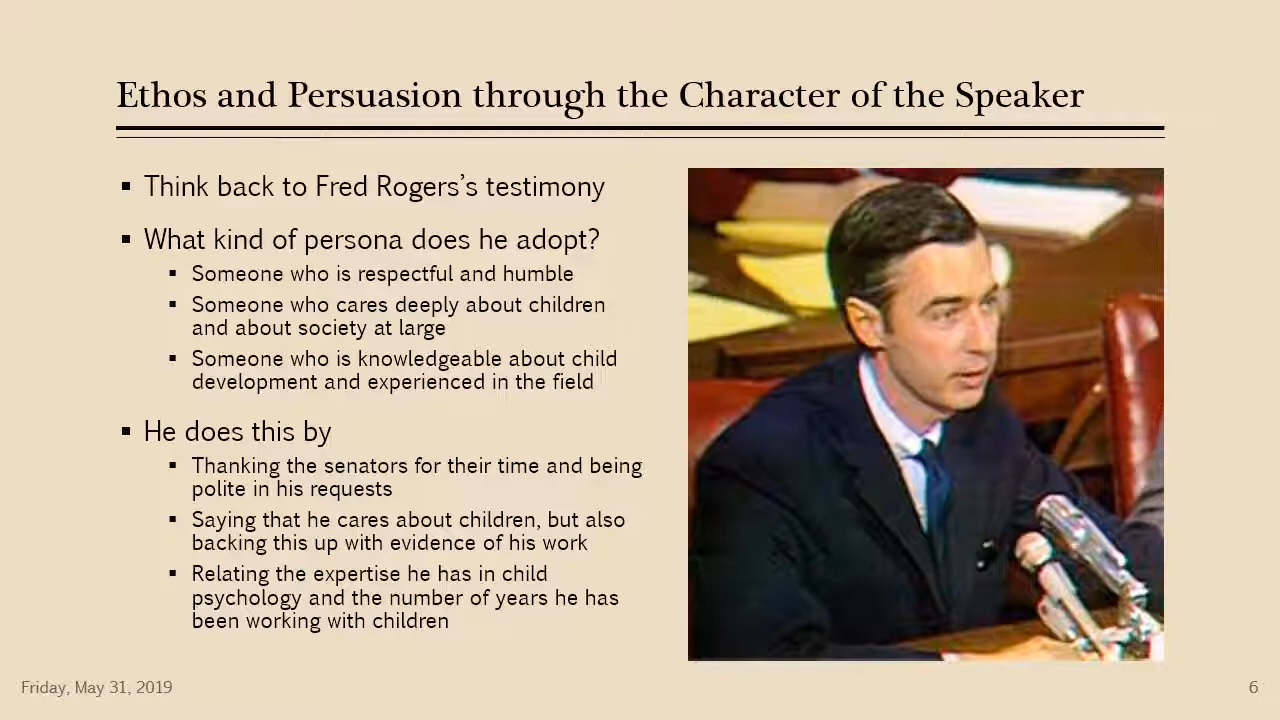 Ethos and Persuasion through the Character of the Speaker
▪ Think back to Fred Rogers’s testimony
▪ What kind of persona does he adopt?
▪ Someone who is respectful and humble
▪ Someone who cares deeply about children
and about society at large
▪ Someone who is knowledgeable about child
development and experienced in the field
▪ He does this by
▪ Thanking the senators for their time and being
polite in his requests
▪ Saying that he cares about children, but also
backing this up with evidence of his work
▪ Relating the expertise he has in child
psychology and the number of years he has
been working with children
Friday, May 31, 2019
6